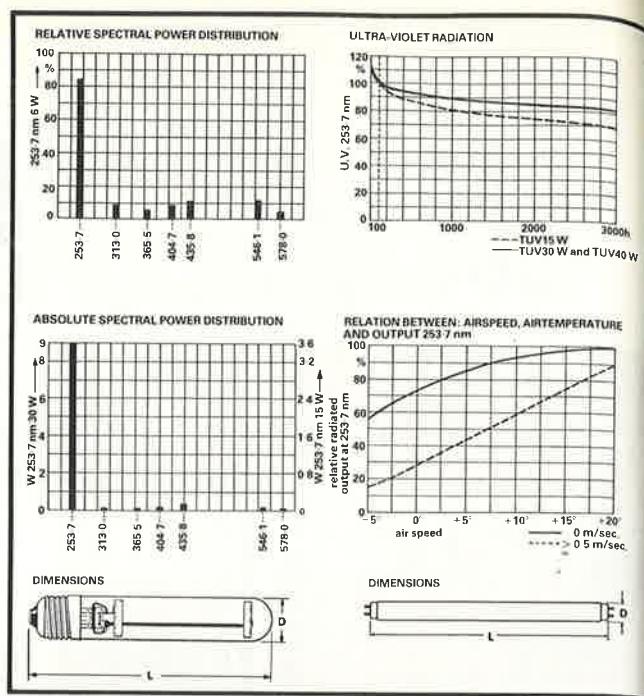 RELATIVE SPECTRAL POWER DISTRIBUTION
100
%
80
60
40
20
0
253·7 nm 6 W
253·7
313 0
365 5
404·7
435·8
546·1
578·0
ULTRA-VIOLET RADIATION
120
%
100
80
60
40
20
0
U.V. 253 7 nm
100
1000
2000
3000h
TUV15 W
TUV30 W and TUV40 W
ABSOLUTE SPECTRAL POWER DISTRIBUTION
9
8
6
4
2
0
W 253·7 nm 30 W
3 6
3 2
2 4
1 6
0 8
0
W 253·7 nm 15 W
253·7
313·0
365 5
404·7
435 8
546·1
578·0
RELATION BETWEEN: AIRSPEED, AIRTEMPERATURE
AND OUTPUT 253·7 nm
100
%
80
60
40
20
0
relative radiated
output at 253 7 nm
-5°
0°
+5°
+10°
+15°
+20°
air speed
0 m/sec.
> 0 5 m/sec.
DIMENSIONS
D
L
DIMENSIONS
D
L